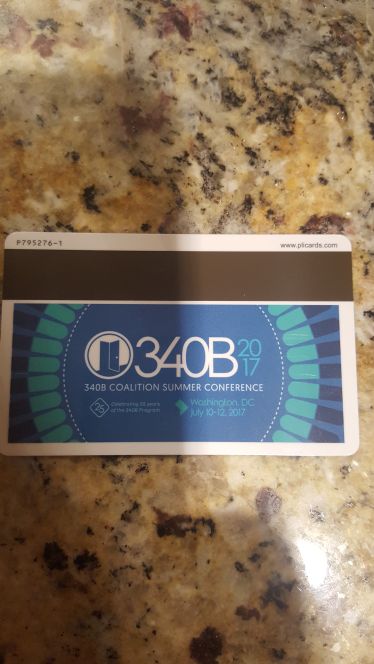 P795276-1
www.plicards.com
340B 20
17
340B COALITION SUMMER CONFERENCE
25
Celebrating 25 years
of the 340B Program
Washington, DC
July 10-12, 2017